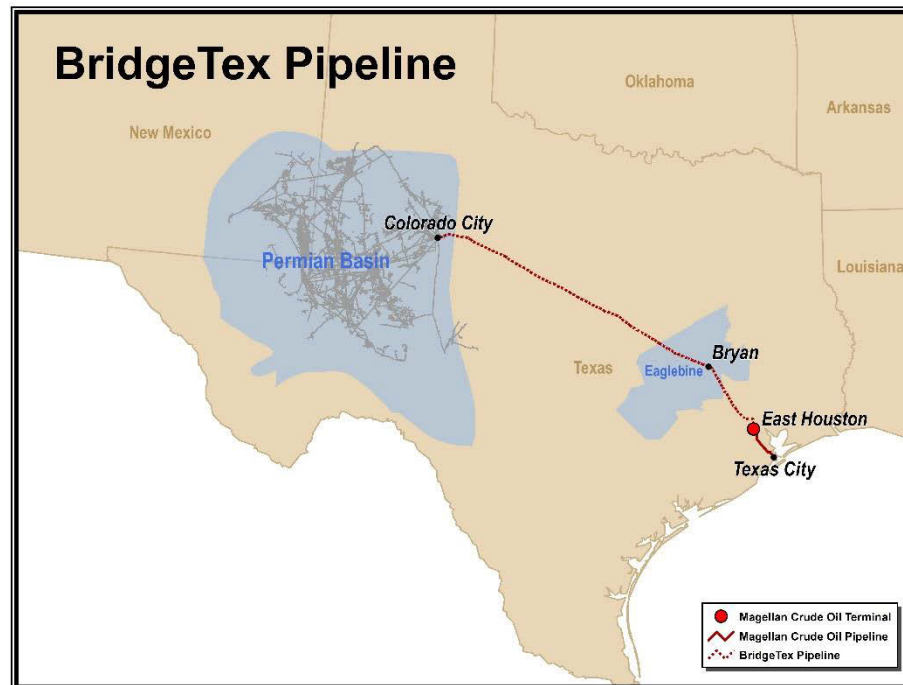 BridgeTex Pipeline
Oklahoma
Arkansas
New Mexico
Colorado City
Permian Basin
Louisiana
Bryan
Texas
Eaglebine
East Houston
Texas City
Magellan Crude Oil Terminal
Magellan Crude Oil Pipeline
BridgeTex Pipeline